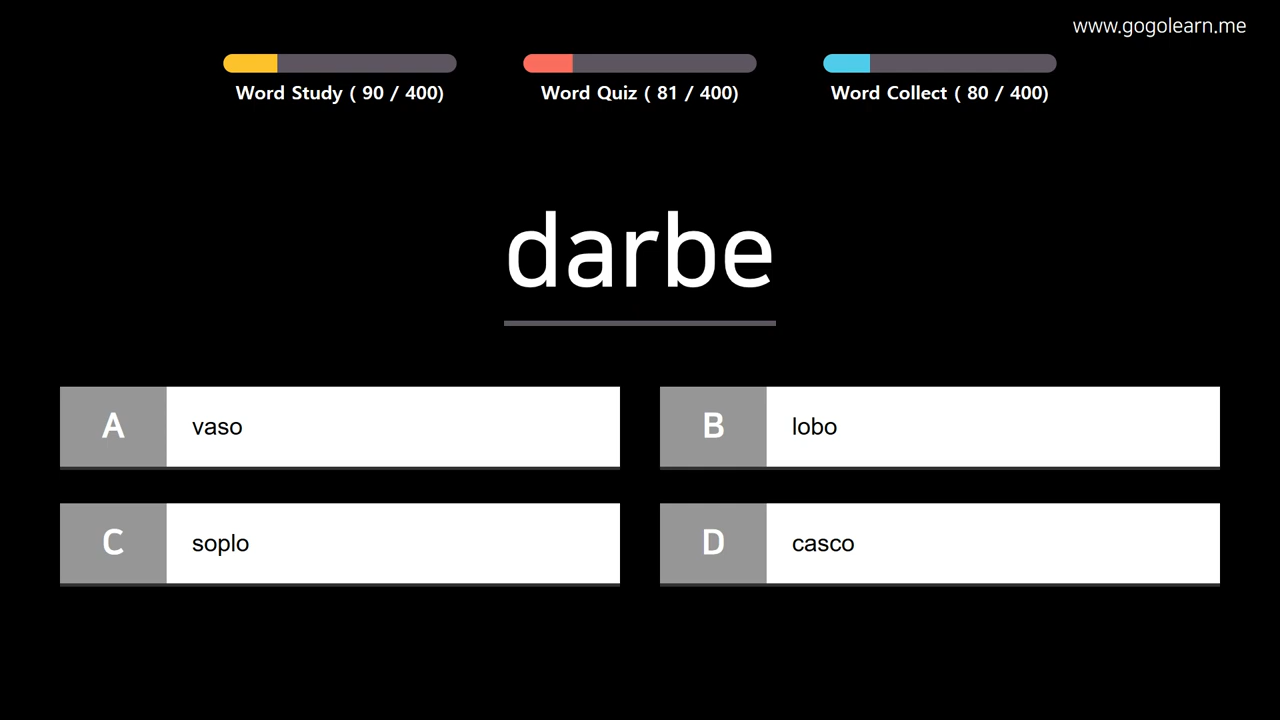 www.gogolearn.me
Word Study ( 90 / 400)
Word Quiz ( 81 / 400)
Word Collect ( 80 / 400)
darbe
A vaso
B lobo
C soplo
D casco